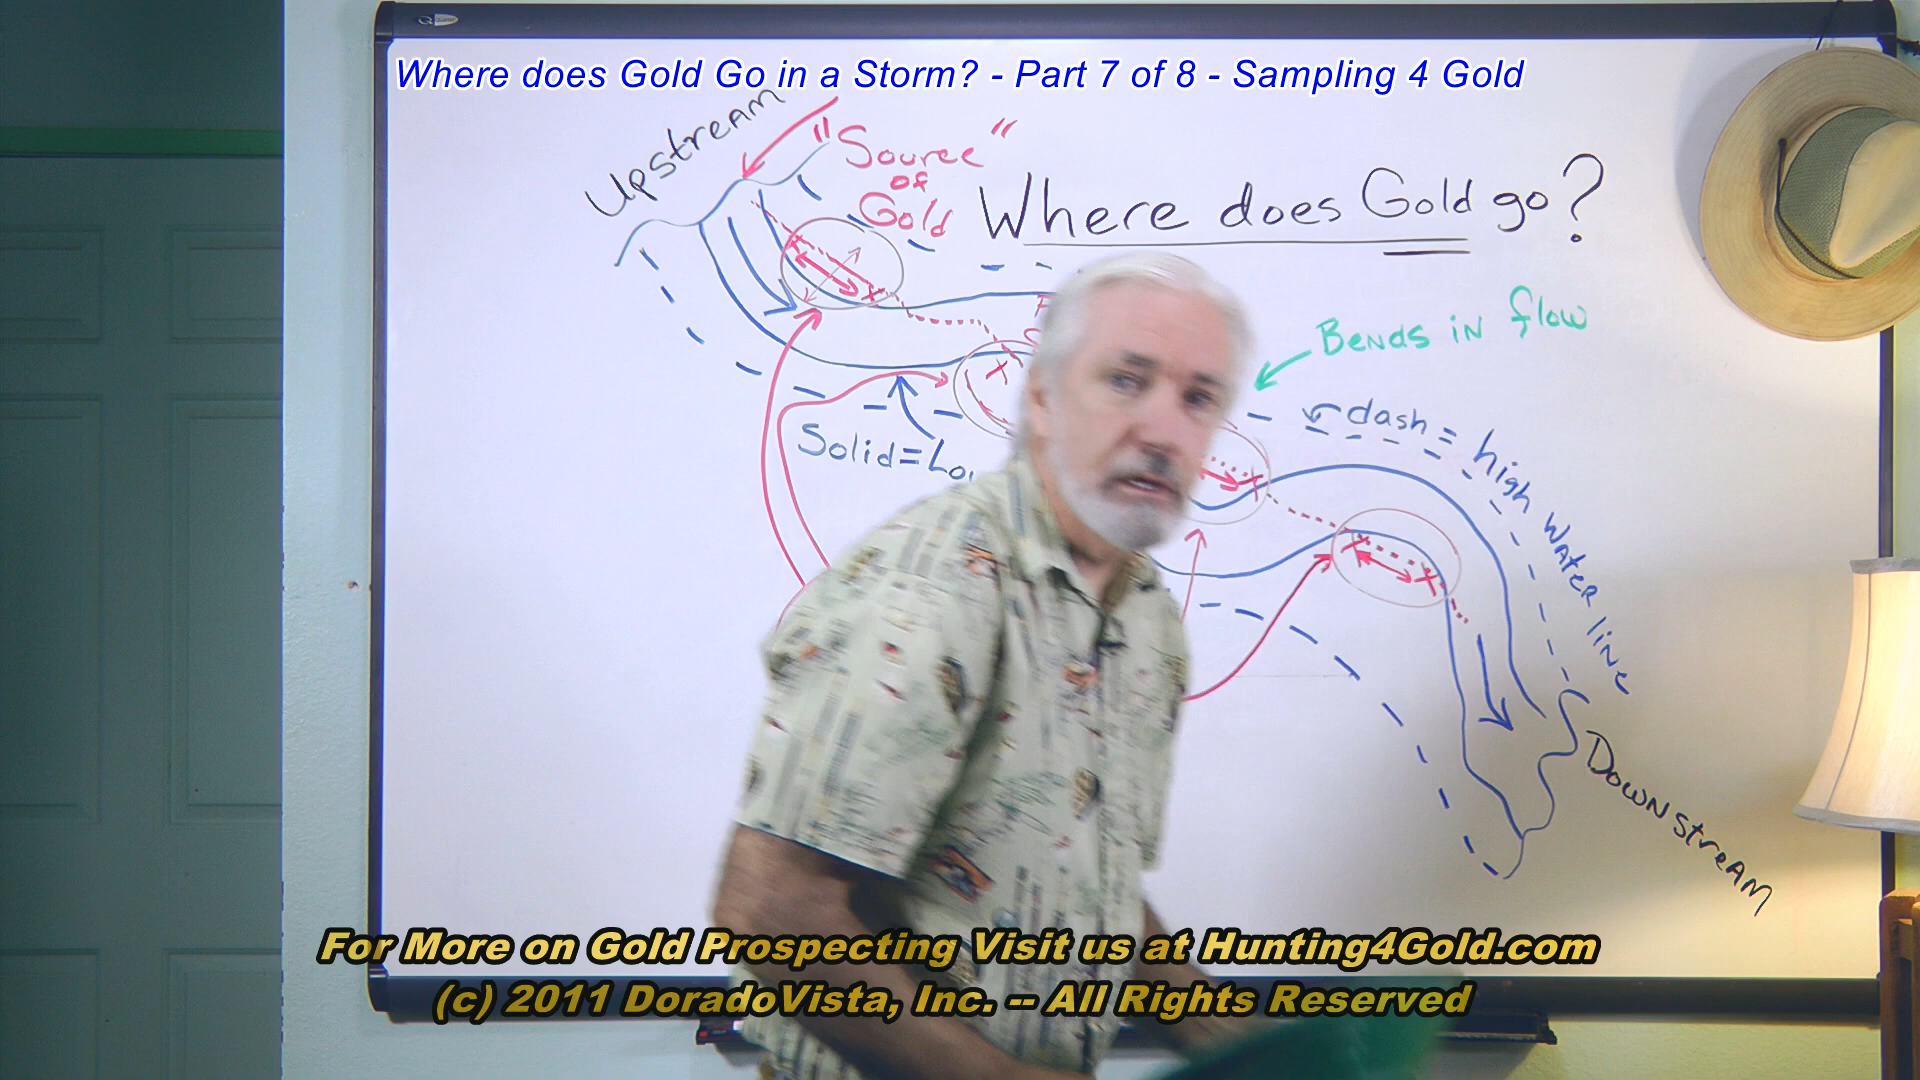 Where does Gold Go in a Storm? - Part 7 of 8 - Sampling 4 Gold
Upstream
"Source"
of
Gold
Where does Gold go?
Bends in flow
dash = high water line
Solid=Lo
Downstream
For More on Gold Prospecting Visit us at Hunting4Gold.com
(c) 2011 DoradoVista, Inc. -- All Rights Reserved